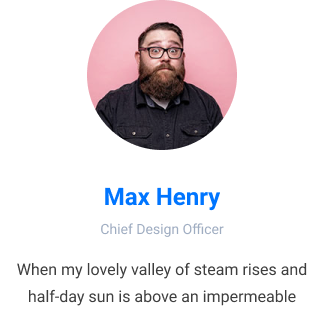 Max Henry
Chief Design Officer
When my lovely valley of steam rises and
half-day sun is above an impermeable